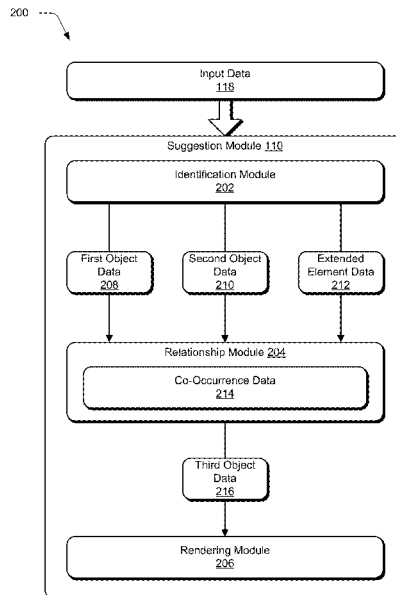 200
Input Data
118
Suggestion Module 110
Identification Module
202
First Object
Data
208
Second Object
Data
210
Extended
Element Data
212
Relationship Module 204
Co-Occurrence Data
214
Third Object
Data
216
Rendering Module
206